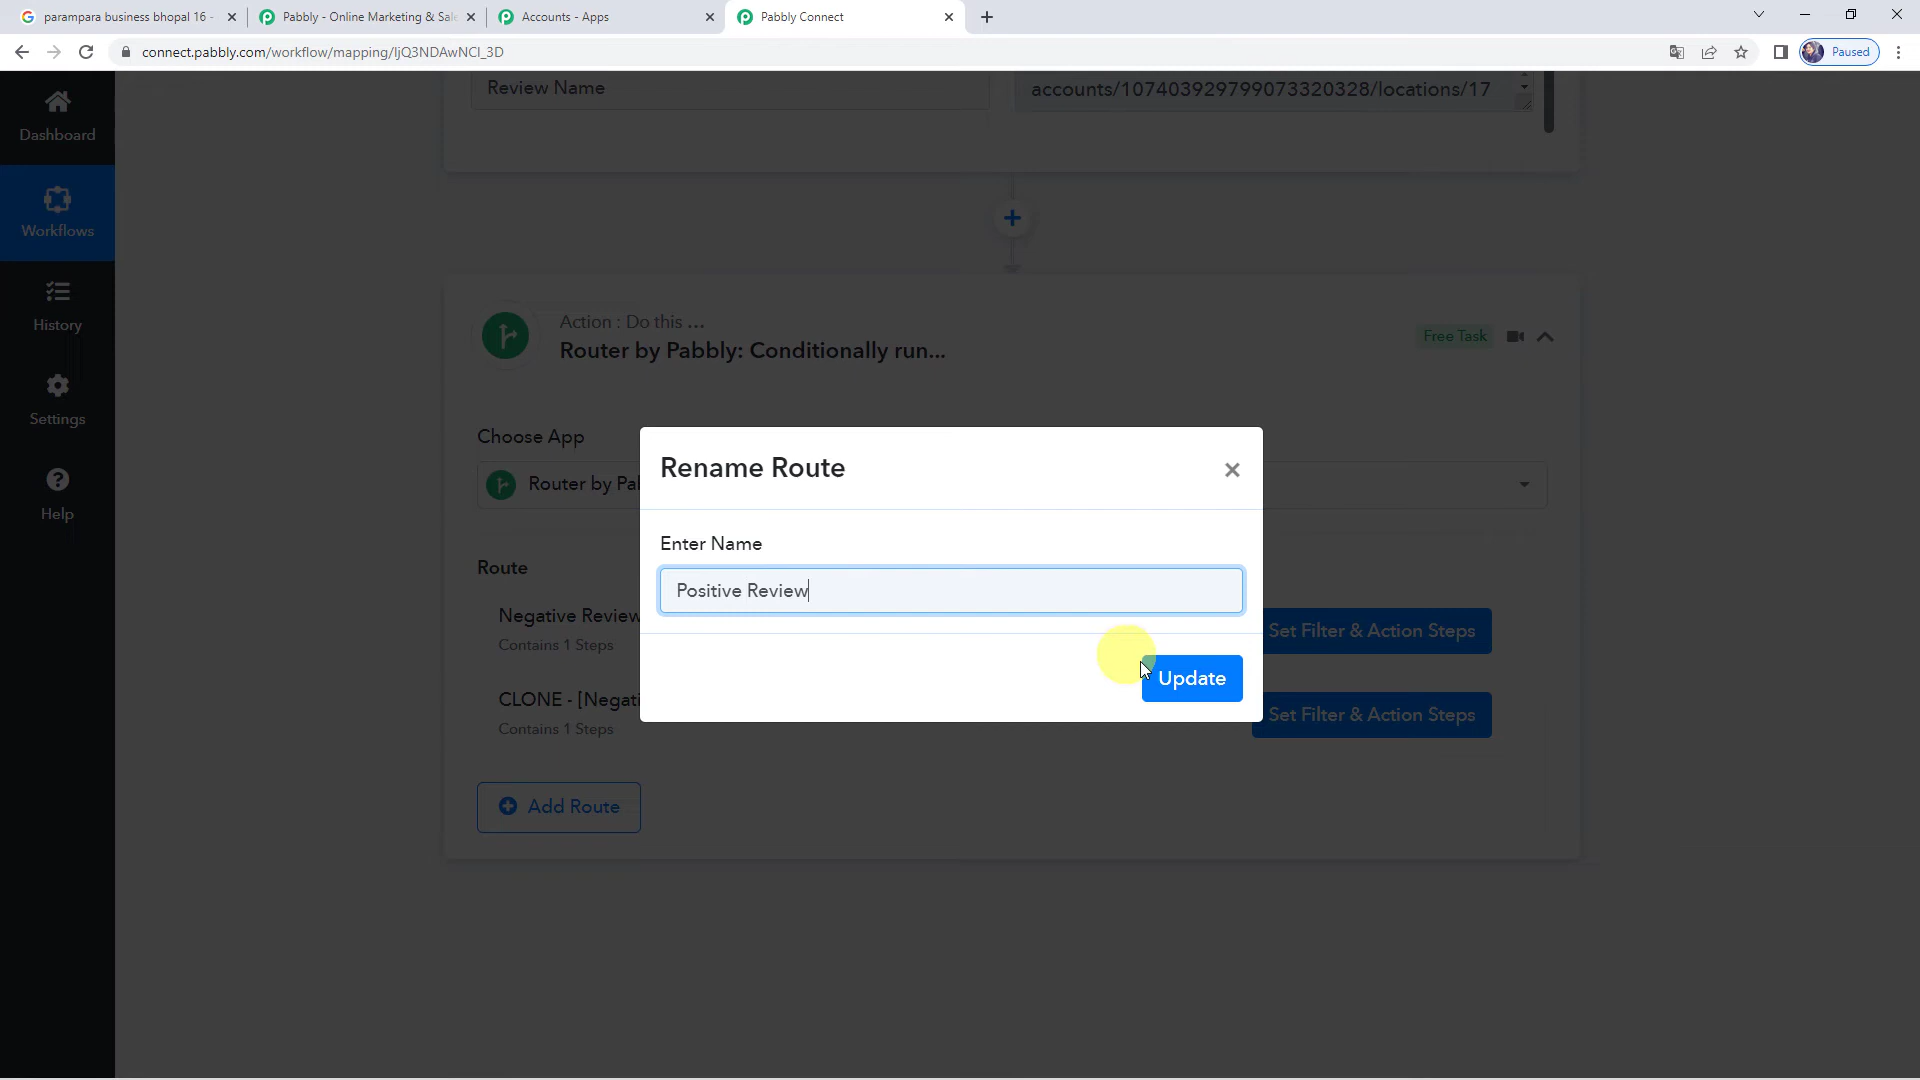 parampara business bhopal 16 -
Pabbly - Online Marketing & Sale
Accounts - Apps
Pabbly Connect
connect.pabbly.com/workflow/mapping/IjQ3NDAwNCI_3D
Paused
Dashboard
Workflows
History
Settings
Help
Review Name
accounts/107403929799073320328/locations/17
Action : Do this ...
Router by Pabbly: Conditionally run...
Free Task
Choose App
Router by Pab
Route
Negative Review
Contains 1 Steps
Set Filter & Action Steps
CLONE - [Negati
Contains 1 Steps
Set Filter & Action Steps
Add Route
Rename Route
Enter Name
Positive Review
Update